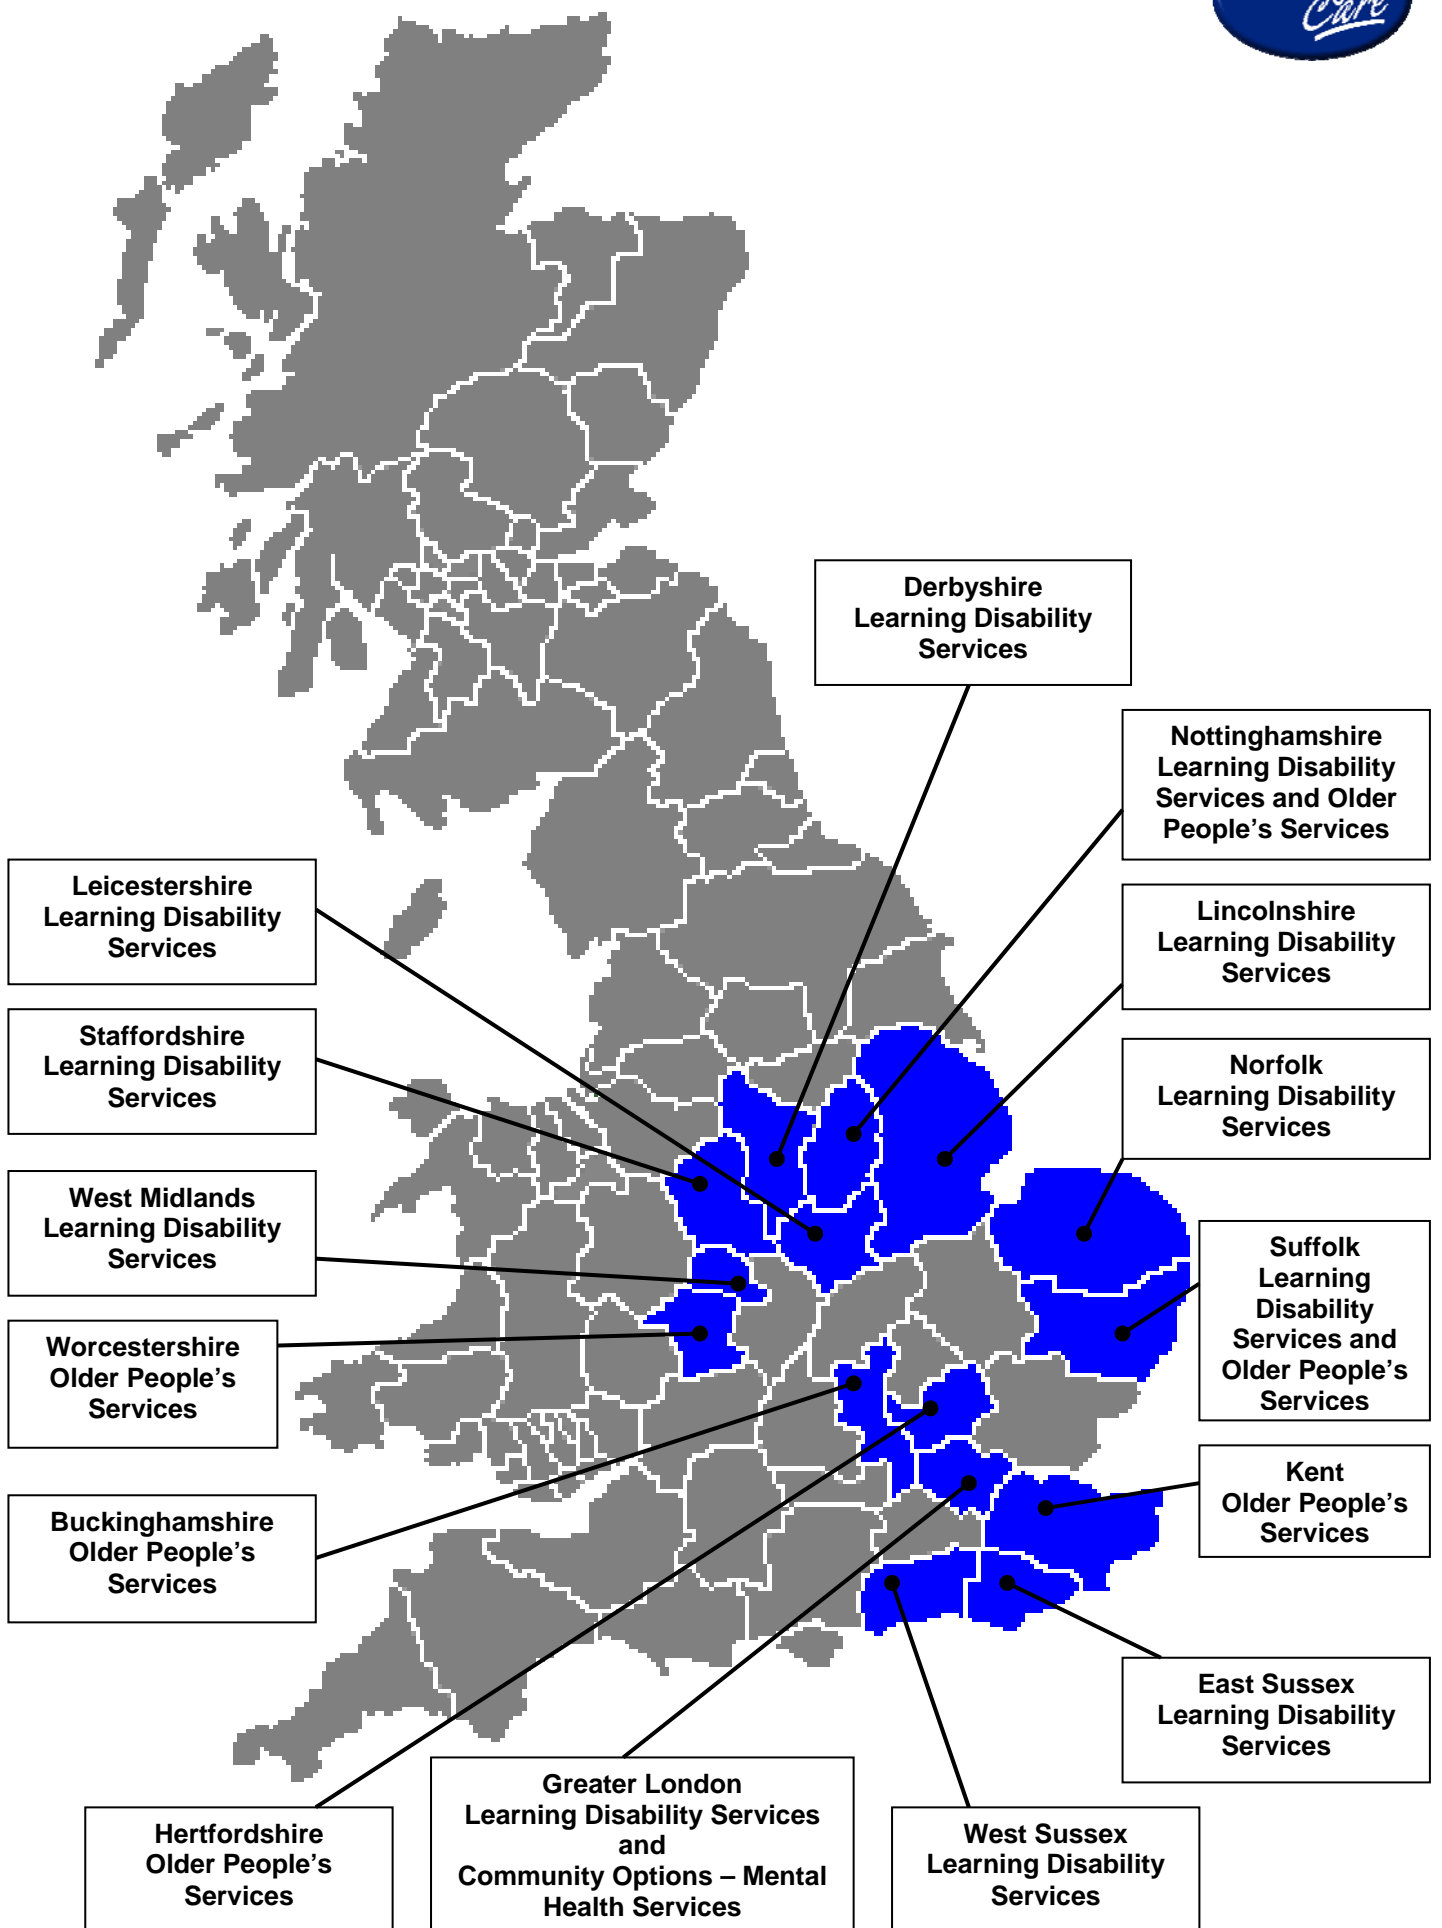 Care
Derbyshire
Learning Disability
Services
Nottinghamshire
Learning Disability
Services and Older
People's Services
Leicestershire
Learning Disability
Services
Lincolnshire
Learning Disability
Services
Staffordshire
Learning Disability
Services
Norfolk
Learning Disability
Services
West Midlands
Learning Disability
Services
Suffolk
Learning
Disability
Services and
Older People's
Services
Worcestershire
Older People's
Services
Kent
Older People's
Services
Buckinghamshire
Older People's
Services
East Sussex
Learning Disability
Services
Greater London
Learning Disability Services
and
Community Options – Mental
Health Services
Hertfordshire
Older People's
Services
West Sussex
Learning Disability
Services